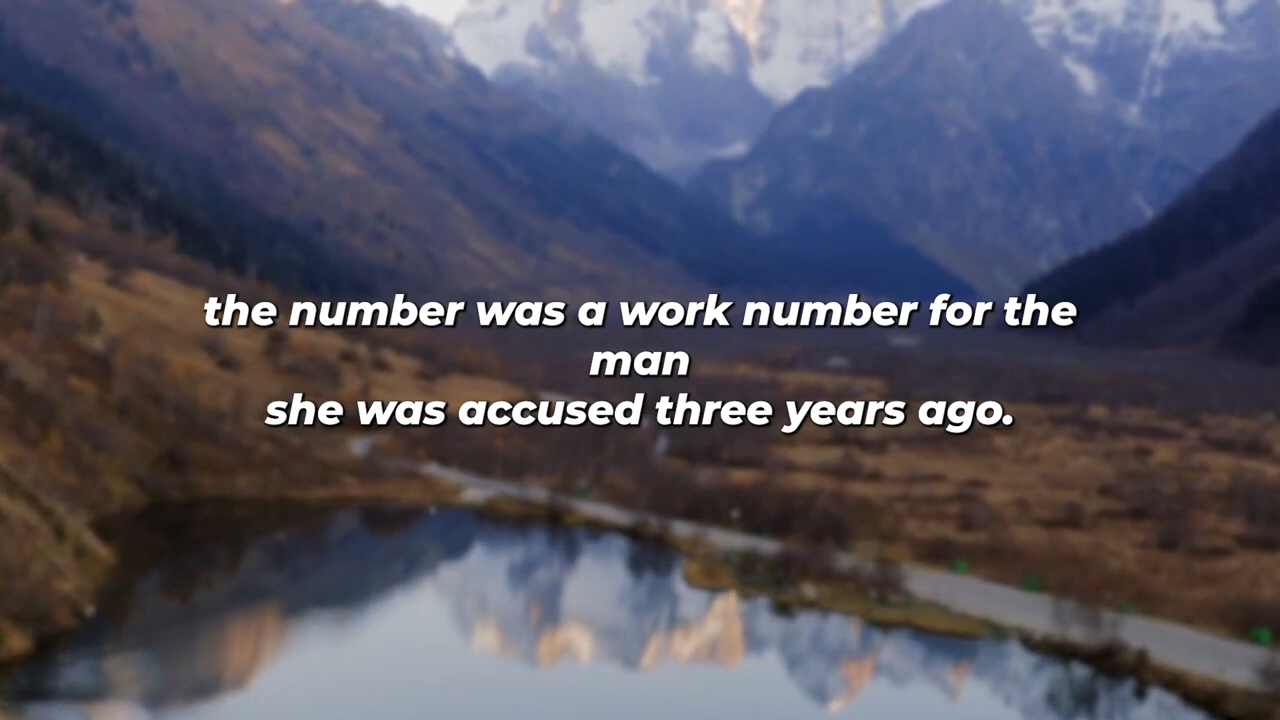 the number was a work number for the
man
she was accused three years ago.